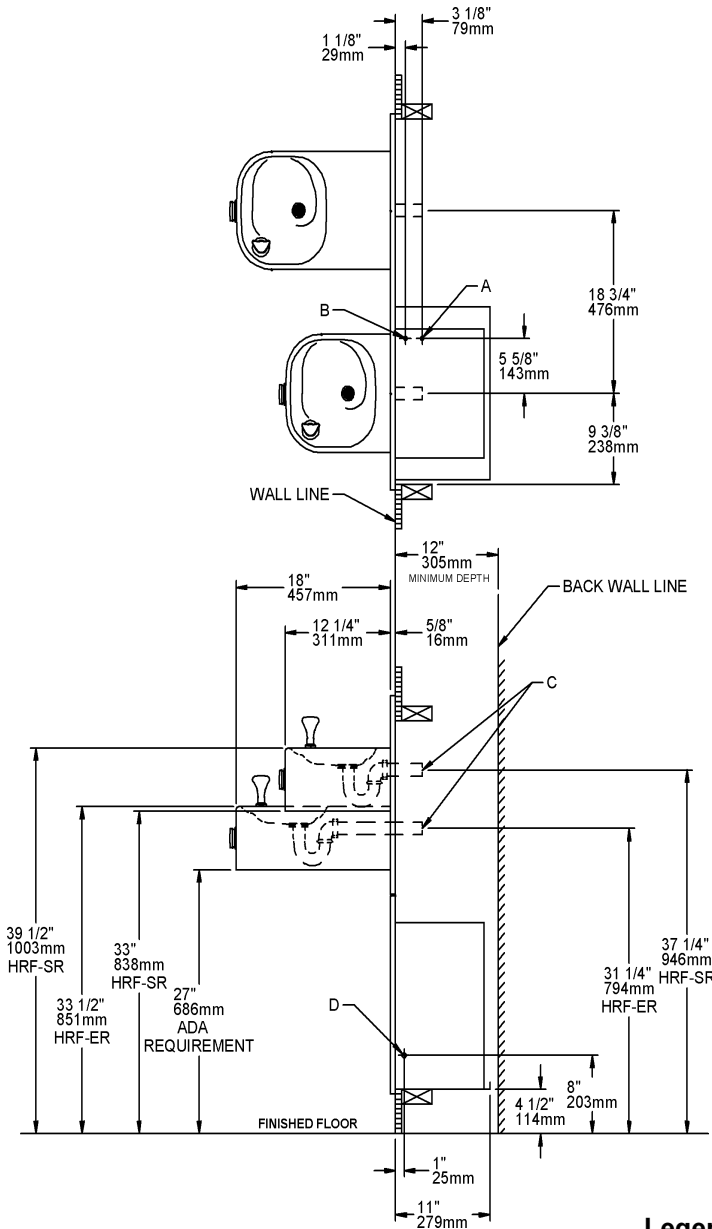 3 1/8"
79mm
1 1/8"
29mm
A
B
18 3/4"
476mm
5 5/8"
143mm
9 3/8"
238mm
WALL LINE
12"
305mm
MINIMUM DEPTH
18"
457mm
BACK WALL LINE
12 1/4"
311mm
5/8"
16mm
C
39 1/2"
1003mm
HRF-SR
33"
838mm
HRF-SR
37 1/4"
946mm
HRF-SR
31 1/4"
794mm
HRF-ER
33 1/2"
851mm
HRF-ER
27"
686mm
ADA
REQUIREMENT
D
8"
203mm
4 1/2"
114mm
FINISHED FLOOR
1"
25mm
11"
279mm